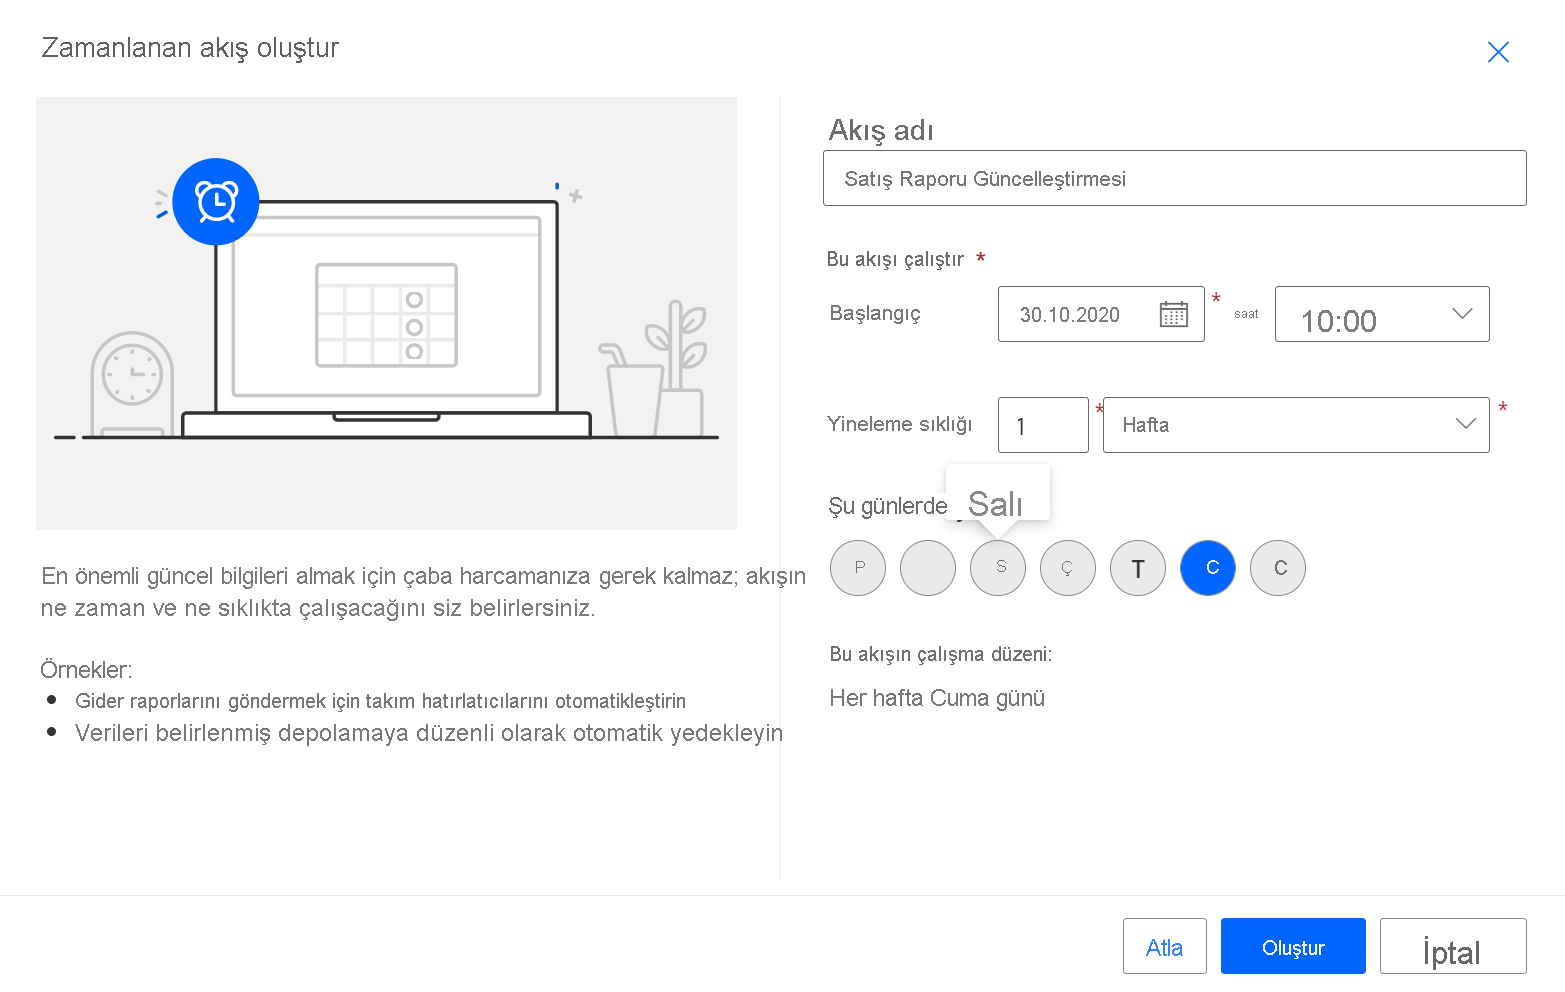 Zamanlanan akış oluştur
En önemli güncel bilgileri almak için çaba harcamanıza gerek kalmaz; akışın
ne zaman ve ne sıklıkta çalışacağını siz belirlersiniz.
Örnekler:
Gider raporlarını göndermek için takım hatırlatıcılarını otomatikleştirin
Verileri belirlenmiş depolamaya düzenli olarak otomatik yedekleyin
Akış adı
Satış Raporu Güncelleştirmesi
Bu akışı çalıştır *
Başlangıç 30.10.2020 * saat 10:00
Yineleme sıklığı 1 * Hafta *
Salı
Şu günlerde
P S Ç T C C
Bu akışın çalışma düzeni:
Her hafta Cuma günü
Atla Oluştur İptal